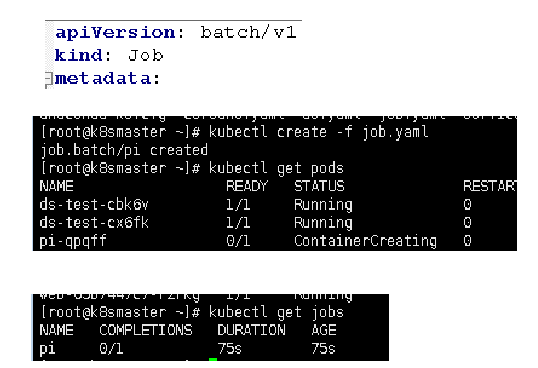 apiVersion: batch/v1
kind: Job
metadata:
[root@k8smaster ~]# kubectl create -f job.yaml
job.batch/pi created
[root@k8smaster ~]# kubectl get pods
NAME READY STATUS RESTART
ds-test-cbk6v 1/1 Running 0
ds-test-cx6fk 1/1 Running 0
pi-qpqff 0/1 ContainerCreating 0
1/1 Running
[root@k8smaster ~]# kubectl get jobs
NAME COMPLETIONS DURATION AGE
pi 0/1 75s 75s